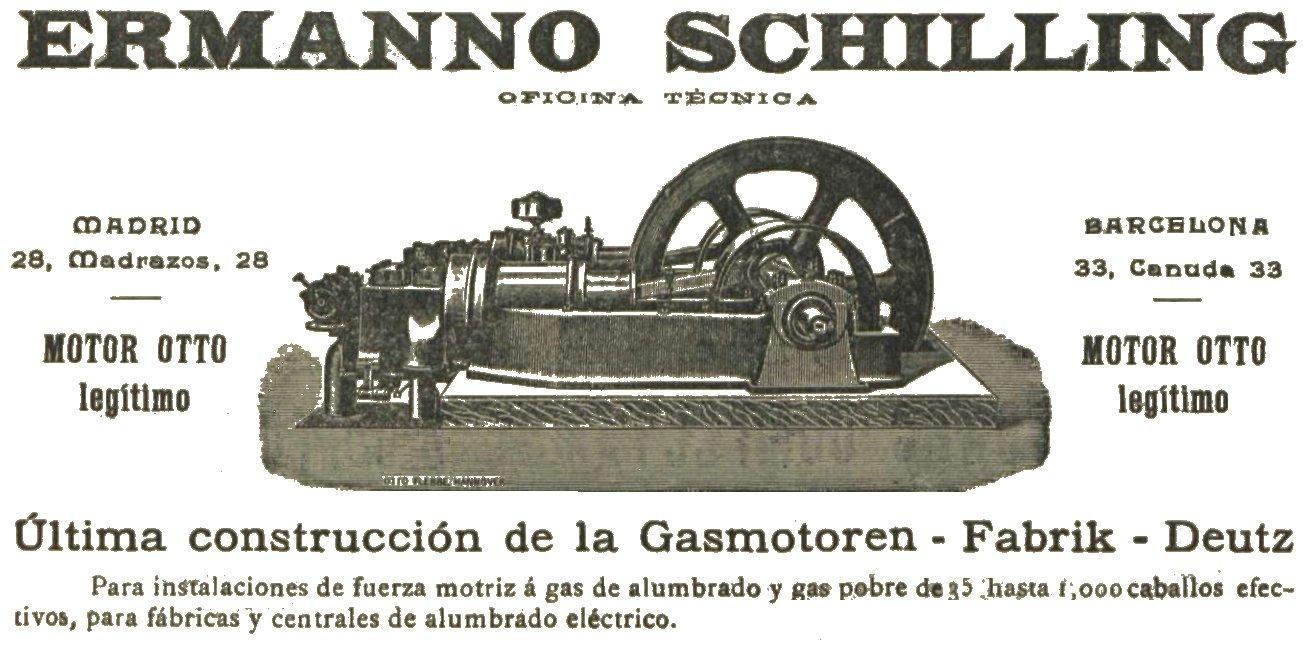 ERMANNO SCHILLING
OFICINA TÉCNICA
MADRID
28, Madrazos, 28
MOTOR OTTO
legítimo
BARCELONA
33, Canuda 33
MOTOR OTTO
legítimo
HANNOVER
Última construcción de la Gasmotoren - Fabrik - Deutz
Para instalaciones de fuerza motriz á gas de alumbrado y gas pobre de 35 hasta 1,000 caballos efec-
tivos, para fábricas y centrales de alumbrado eléctrico.